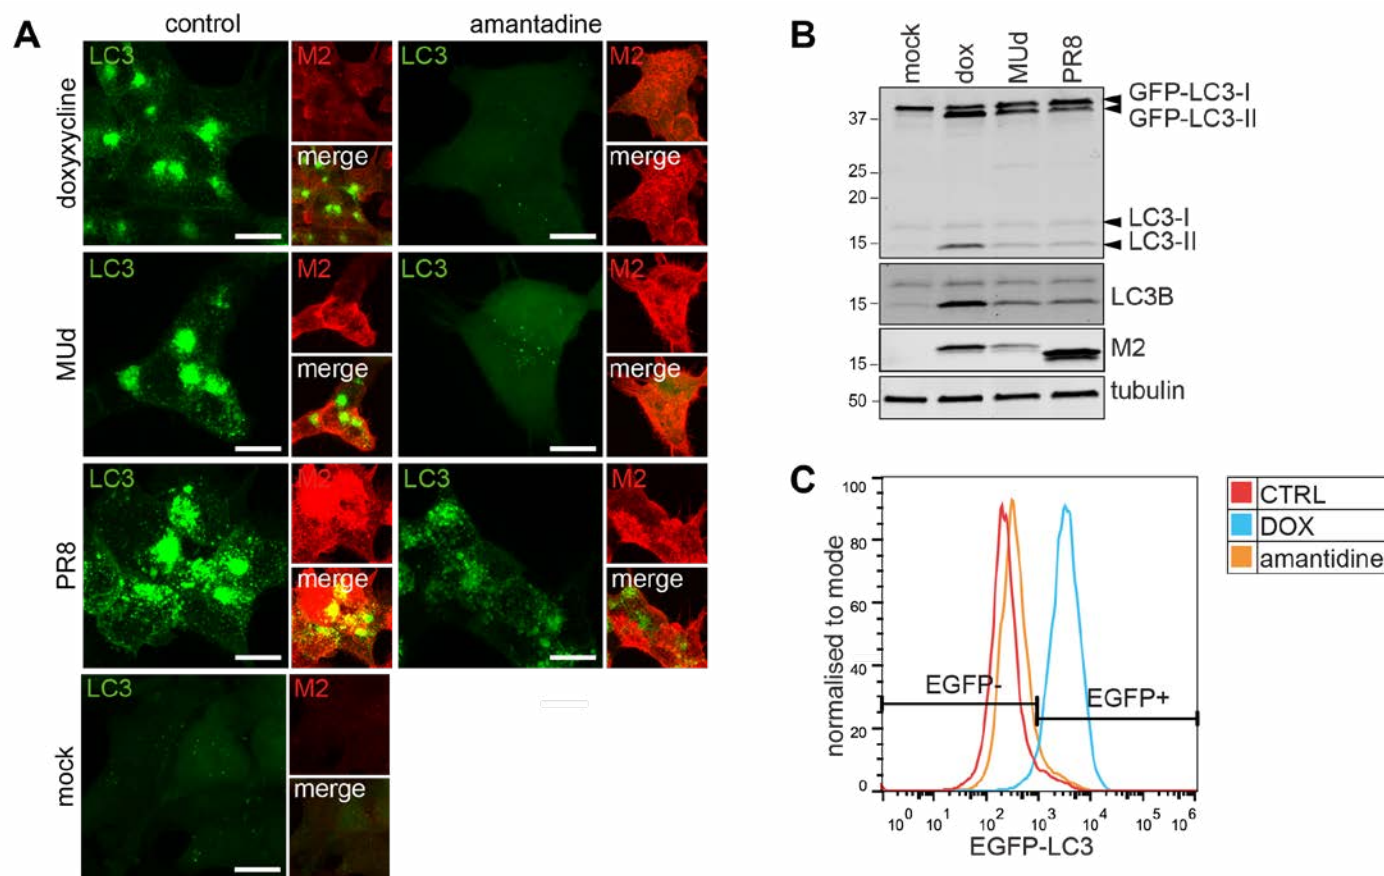 A
control
amantadine
doxyxycline
LC3
M2
merge
LC3
M2
merge
MUd
LC3
M2
merge
LC3
M2
merge
PR8
LC3
M2
merge
LC3
M2
merge
mock
LC3
M2
merge
B
mock
dox
MUd
PR8
37
25
20
15
GFP-LC3-I
GFP-LC3-II
LC3-I
LC3-II
15
LC3B
15
M2
50
tubulin
C
normalised to mode
100
80
60
40
20
0
EGFP-
EGFP+
10^0 10^1 10^2 10^3 10^4 10^5 10^6
EGFP-LC3
CTRL
DOX
amantidine